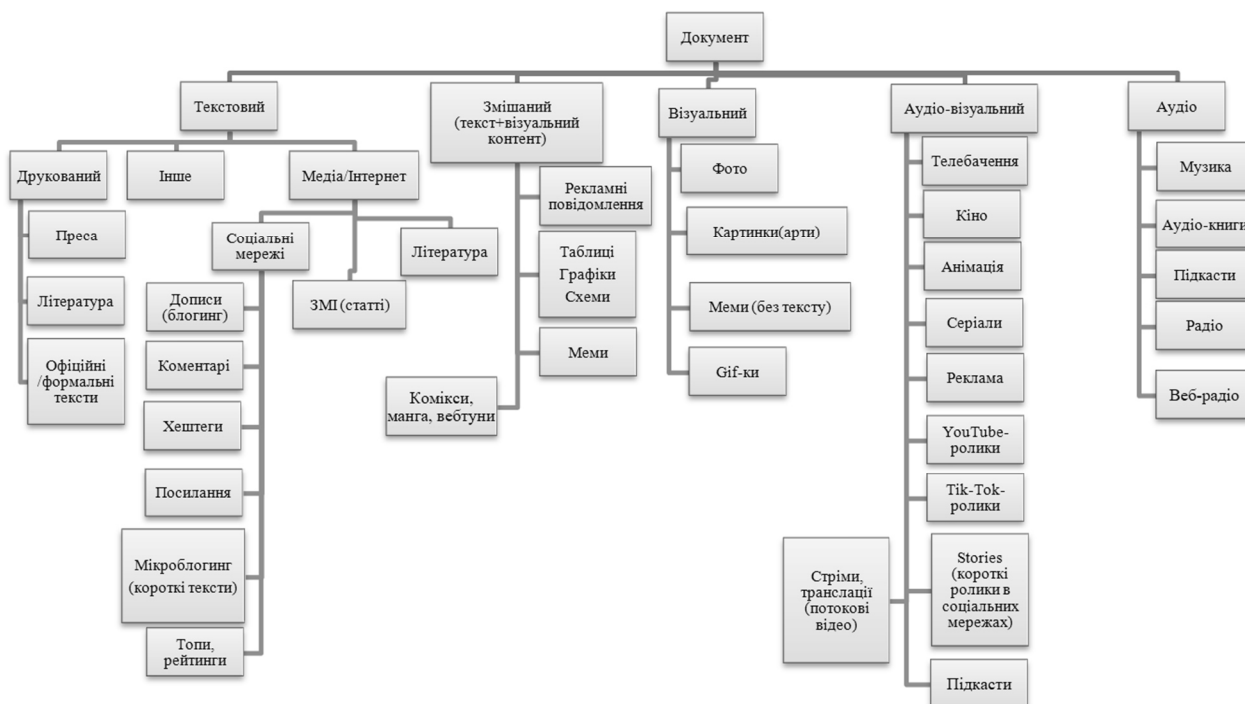 Документ
Текстовий
Друкований
Преса
Література
Офіційні
/формальні
тексти
Інше
Медіа/Інтернет
Соціальні
мережі
Дописи
(блогинг)
Коментарі
Хештеги
Посилання
Мікроблогинг
(короткі тексти)
Топи,
рейтинги
ЗМІ (статті)
Література
Змішаний
(текст+візуальний
контент)
Рекламні
повідомлення
Таблиці
Графіки
Схеми
Меми
Комікси,
манга, вебтуни
Візуальний
Фото
Картинки(арти)
Меми (без тексту)
Gif-ки
Аудіо-візуальний
Телебачення
Кіно
Анімація
Серіали
Реклама
YouTube-
ролики
Tik-Tok-
ролики
Stories
(короткі
ролики в
соціальних
мережах)
Стріми,
трансляції
(потокові
відео)
Підкасти
Аудіо
Музика
Аудіо-книги
Підкасти
Радіо
Веб-радіо